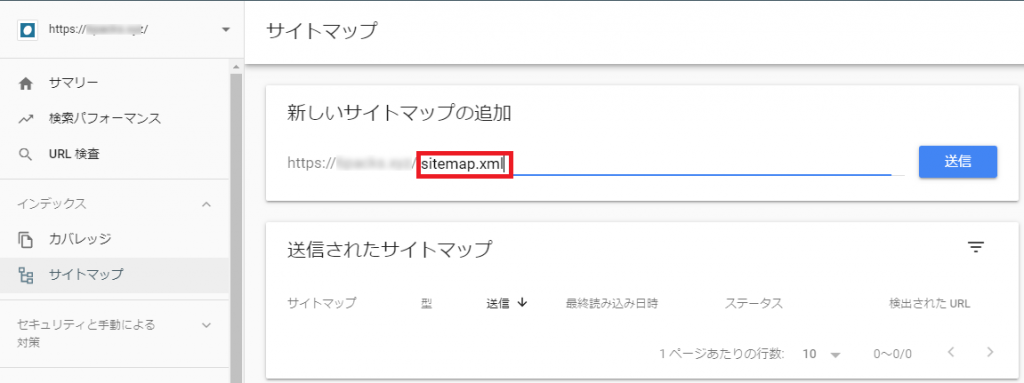 https:// /
サイトマップ
サマリー
検索パフォーマンス
URL 検査
インデックス
カバレッジ
サイトマップ
セキュリティと手動による
対策
新しいサイトマップの追加
https:// /sitemap.xml
送信
送信されたサイトマップ
サイトマップ 型 送信 最終読み込み日時 ステータス 検出された URL
1 ページあたりの行数: 10 0~0/0